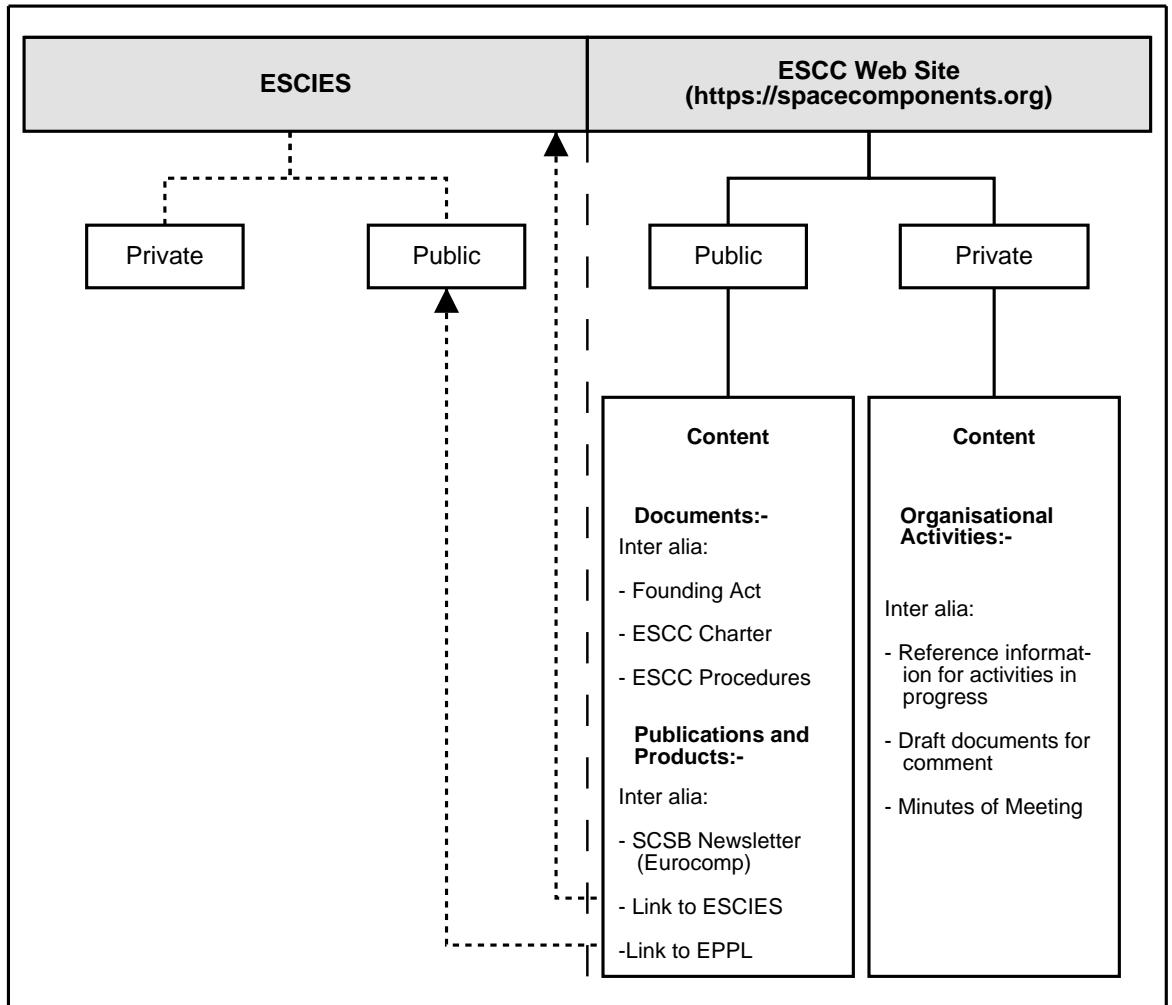 ESCIES
ESCC Web Site
(https://spacecomponents.org)
Private
Public
Public
Private
Content
Documents:-
Inter alia:
- Founding Act
- ESCC Charter
- ESCC Procedures
Publications and
Products:-
Inter alia:
- SCSB Newsletter
(Eurocomp)
- Link to ESCIES
-Link to EPPL
Content
Organisational
Activities:-
Inter alia:
- Reference informat-
ion for activities in
progress
- Draft documents for
comment
- Minutes of Meeting